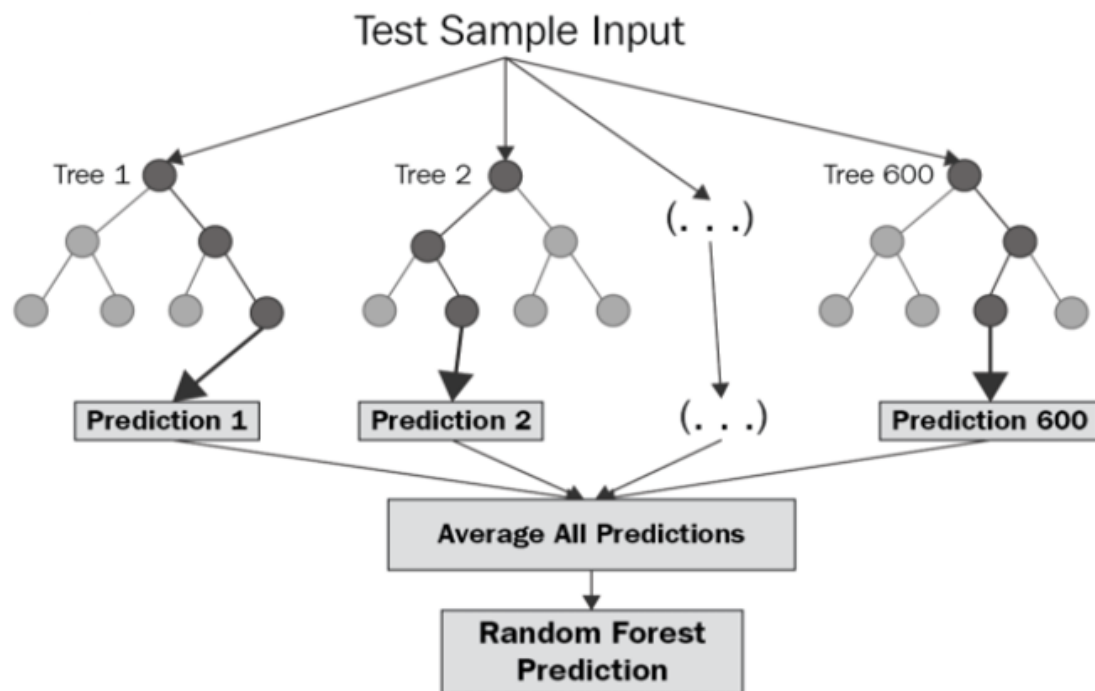 Test Sample Input
Tree 1
Tree 2
Tree 600
(. . .)
(. . .)
Prediction 1
Prediction 2
Prediction 600
Average All Predictions
Random Forest
Prediction